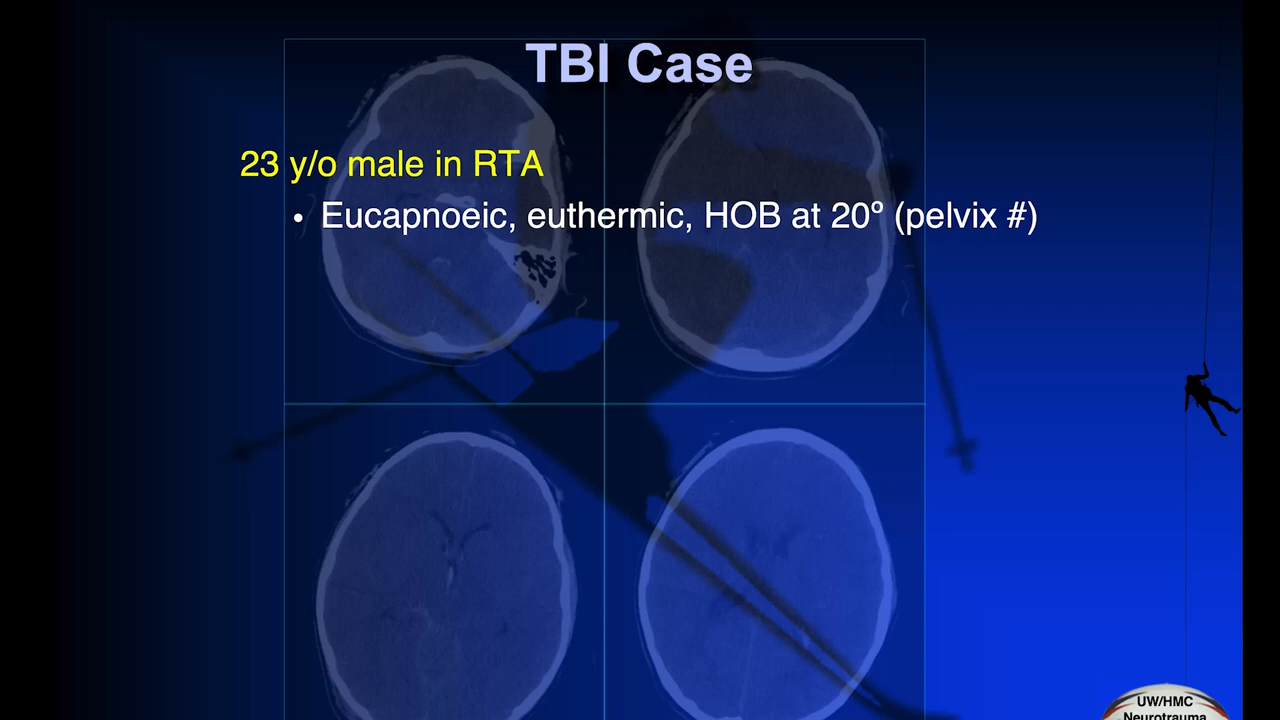 TBI Case
23 y/o male in RTA
• Eucapnoeic, euthermic, HOB at 20º (pelvix #)
UW/HMC
Neurotrauma